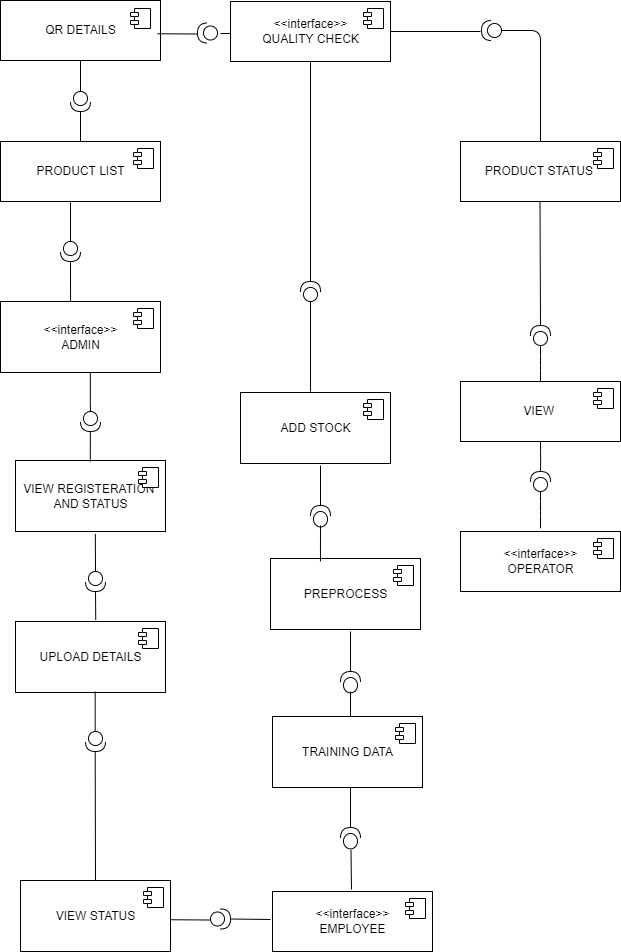 QR DETAILS
<<interface>>
QUALITY CHECK
PRODUCT LIST
PRODUCT STATUS
<<interface>>
ADMIN
VIEW
ADD STOCK
VIEW REGISTERATION
AND STATUS
<<interface>>
OPERATOR
PREPROCESS
UPLOAD DETAILS
TRAINING DATA
VIEW STATUS
<<interface>>
EMPLOYEE